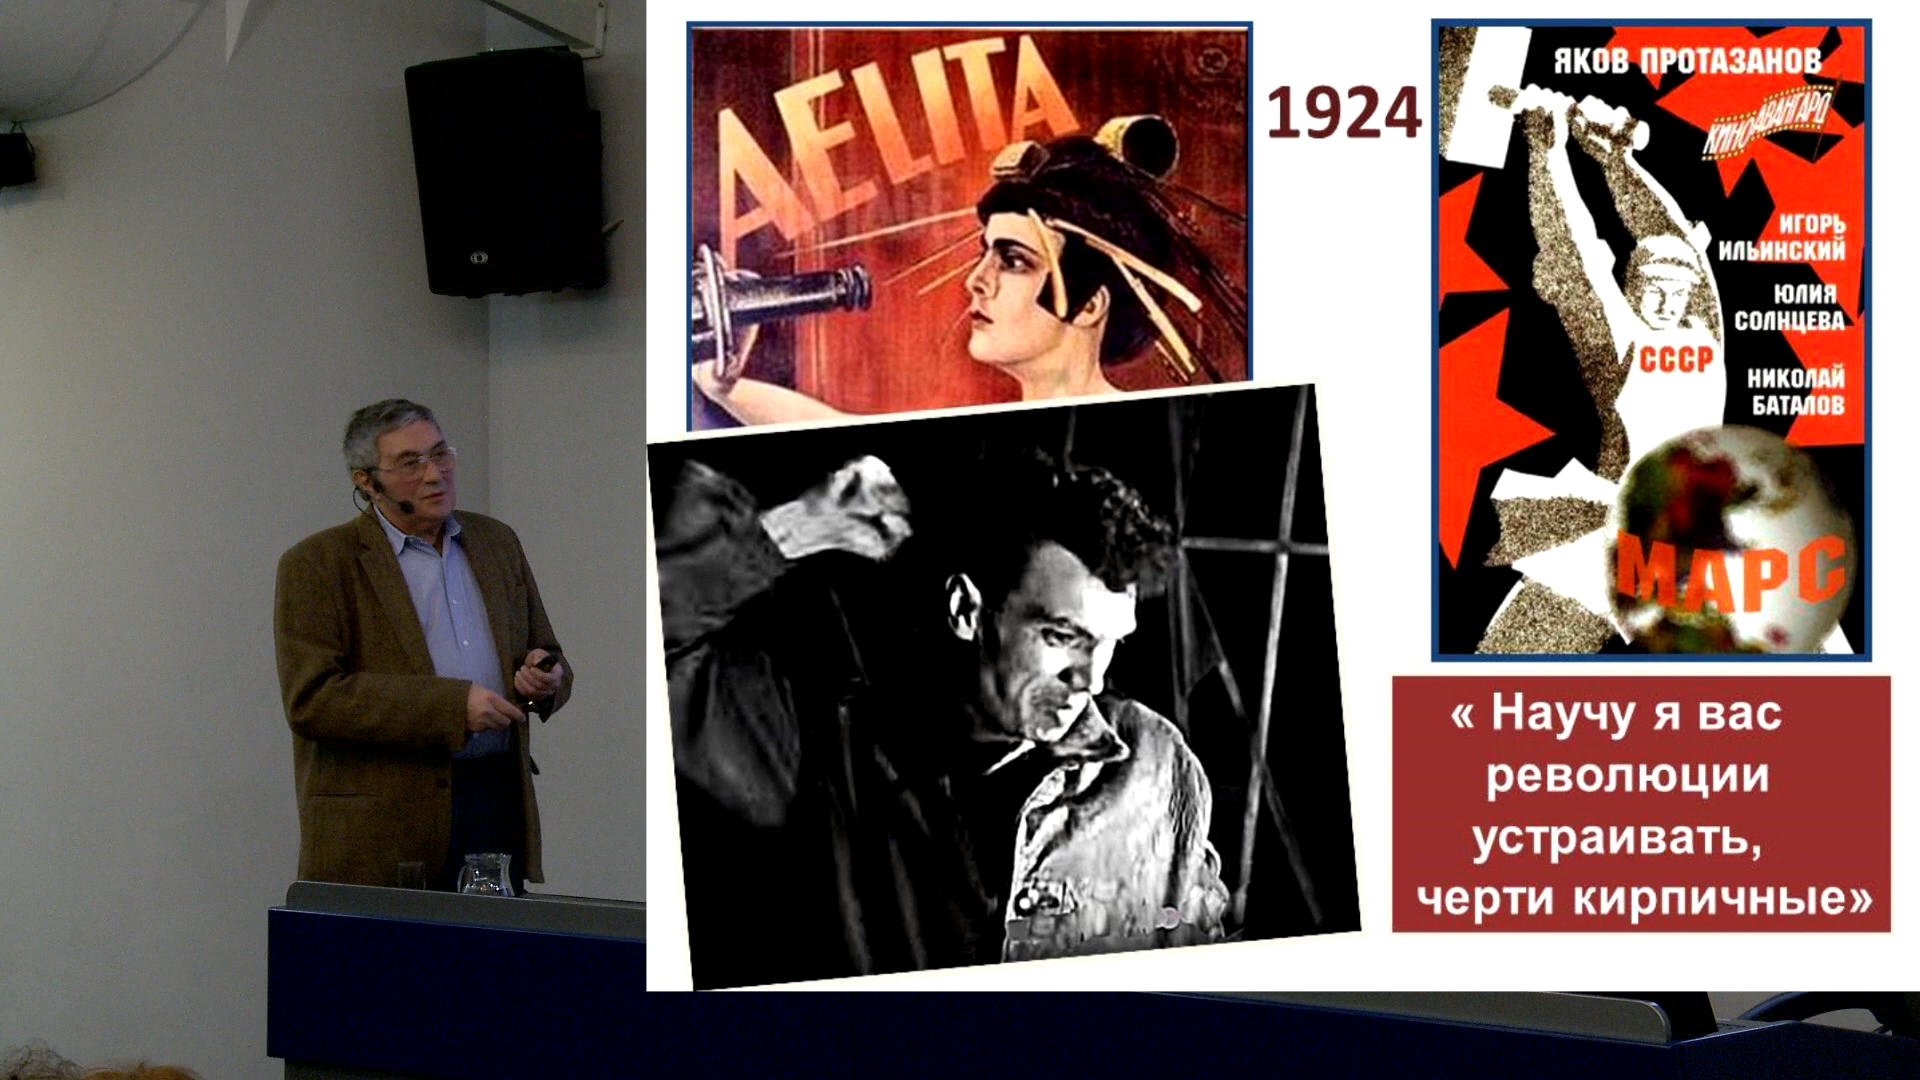 AELITA
1924
ЯКОВ ПРОТАЗАНОВ
КИНОАВАНГАРД
ИГОРЬ
ИЛЬИНСКИЙ
ЮЛИЯ
СОЛНЦЕВА
НИКОЛАЙ
БАТАЛОВ
СССР
МАРС
« Научу я вас
революции
устраивать,
черти кирпичные»